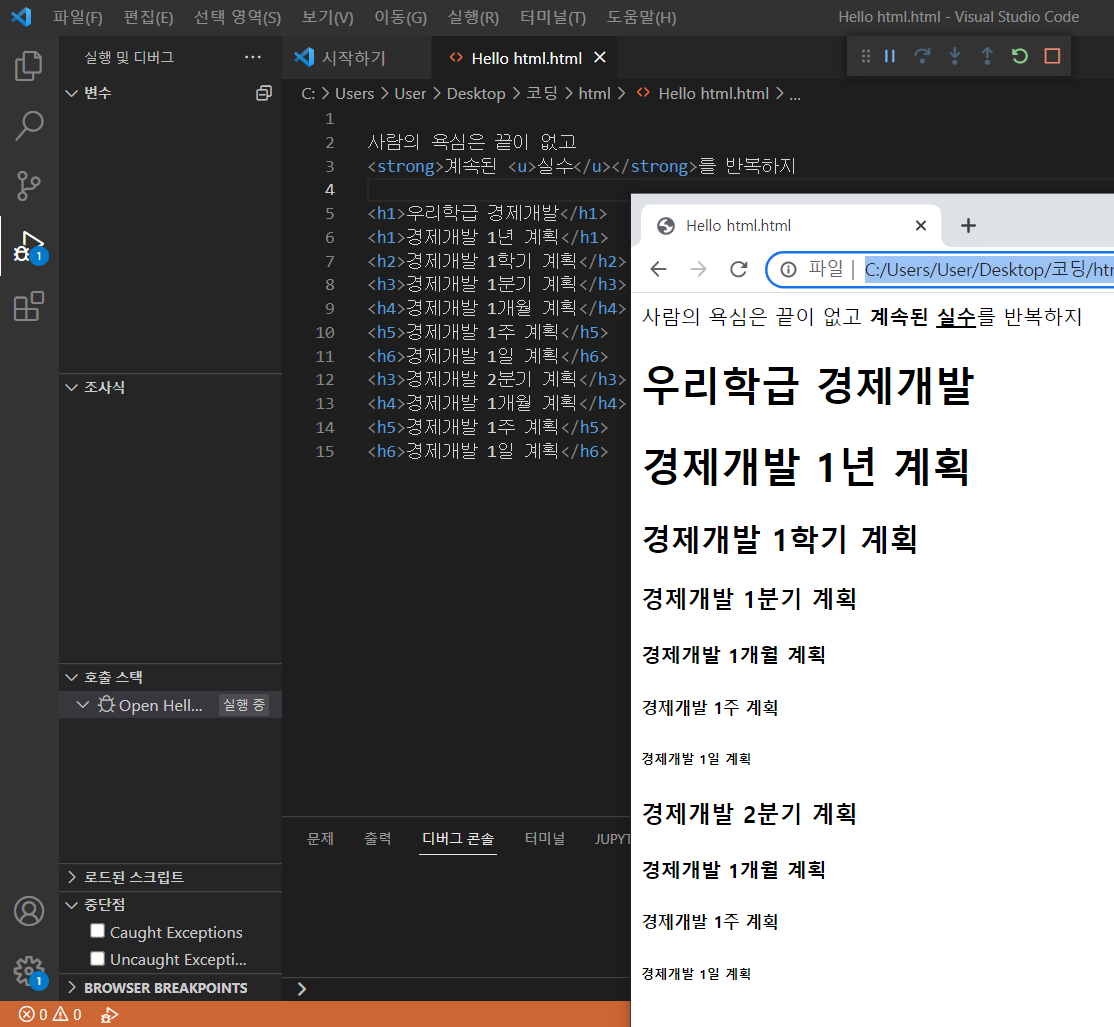 파일(F) 편집(E) 선택 영역(S) 보기(V) 이동(G) 실행(R) 터미널(T) 도움말(H) Hello html.html - Visual Studio Code
실행 및 디버그 ...
시작하기 Hello html.html
변수
C: > Users > User > Desktop > 코딩 > html > Hello html.html > ...
1
2 사람의 욕심은 끝이 없고
3 <strong>계속된 <u>실수</u></strong>를 반복하지
4
5 <h1>우리학급 경제개발</h1>
6 <h1>경제개발 1년 계획</h1>
7 <h2>경제개발 1학기 계획</h2>
8 <h3>경제개발 1분기 계획</h3>
9 <h4>경제개발 1개월 계획</h4>
10 <h5>경제개발 1주 계획</h5>
11 <h6>경제개발 1일 계획</h6>
12 <h3>경제개발 2분기 계획</h3>
13 <h4>경제개발 1개월 계획</h4>
14 <h5>경제개발 1주 계획</h5>
15 <h6>경제개발 1일 계획</h6>
조사식
호출 스택
Open Hell... 실행 중
로드된 스크립트
중단점
Caught Exceptions
Uncaught Excepti...
BROWSER BREAKPOINTS
1
1
문제 출력 디버그 콘솔 터미널 JUPYT
>
0 0
Hello html.html
파일 | C:/Users/User/Desktop/코딩/htm
사람의 욕심은 끝이 없고 계속된 실수를 반복하지
우리학급 경제개발
경제개발 1년 계획
경제개발 1학기 계획
경제개발 1분기 계획
경제개발 1개월 계획
경제개발 1주 계획
경제개발 1일 계획
경제개발 2분기 계획
경제개발 1개월 계획
경제개발 1주 계획
경제개발 1일 계획